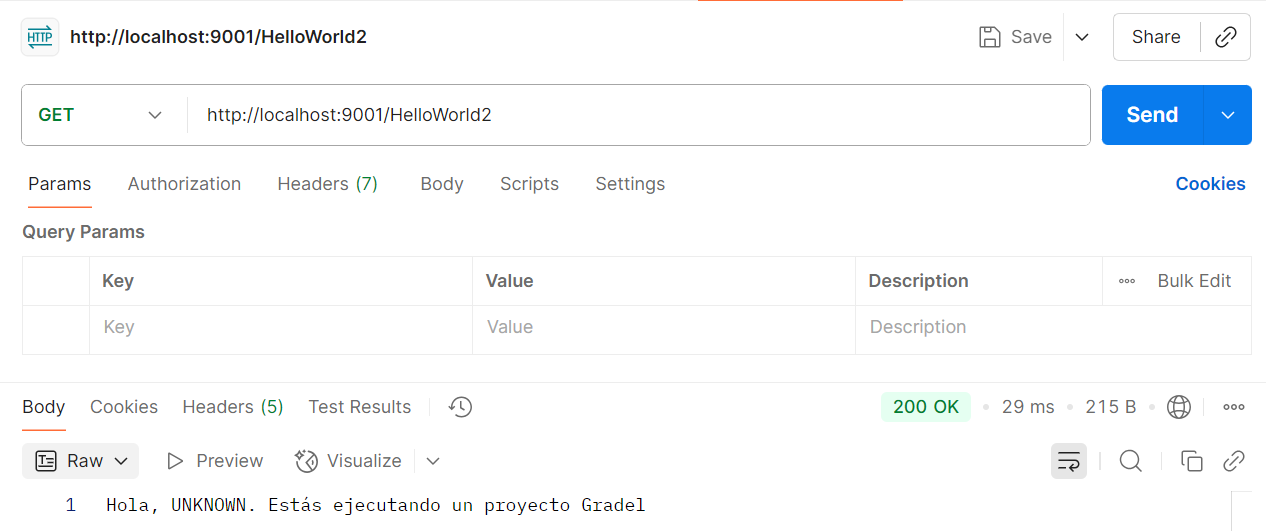 HTTP http://localhost:9001/HelloWorld2 Save Share
GET http://localhost:9001/HelloWorld2 Send
Params Authorization Headers (7) Body Scripts Settings Cookies
Query Params
Key Value Description Bulk Edit
Key Value Description
Body Cookies Headers (5) Test Results 200 OK 29 ms 215 B
Raw Preview Visualize
1 Hola, UNKNOWN. Estás ejecutando un proyecto Gradel